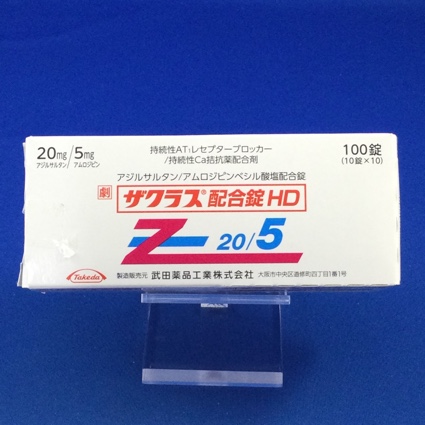 20mg/5mg
アジルサルタン/アムロジピン
持続性AT₁レセプターブロッカー
/持続性Ca拮抗薬配合剤
100錠
(10錠×10)
アジルサルタン/アムロジピンベシル酸塩配合錠
劇 ザクラス®配合錠HD
Z 20/5
Takeda
製造販売元 武田薬品工業株式会社 大阪市中央区道修町四丁目1番1号